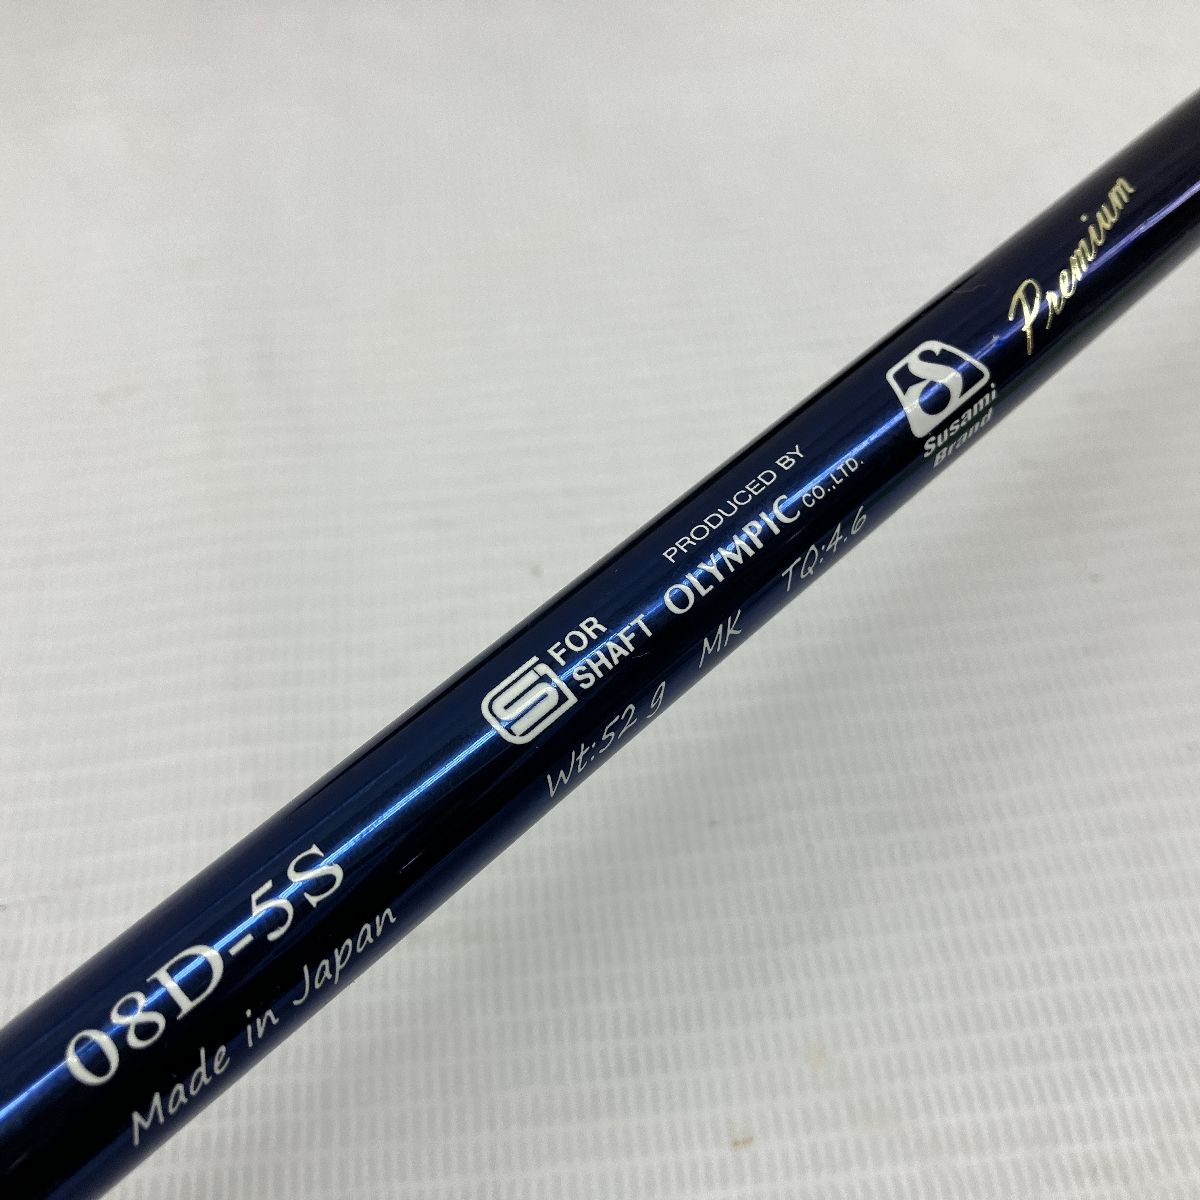 08D-5S
Made in Japan
S
FOR
SHAFT
PRODUCED BY
OLYMPIC CO.,LTD.
Wt:52 g MK TQ:4.6
S
Susami
Brand
Premium